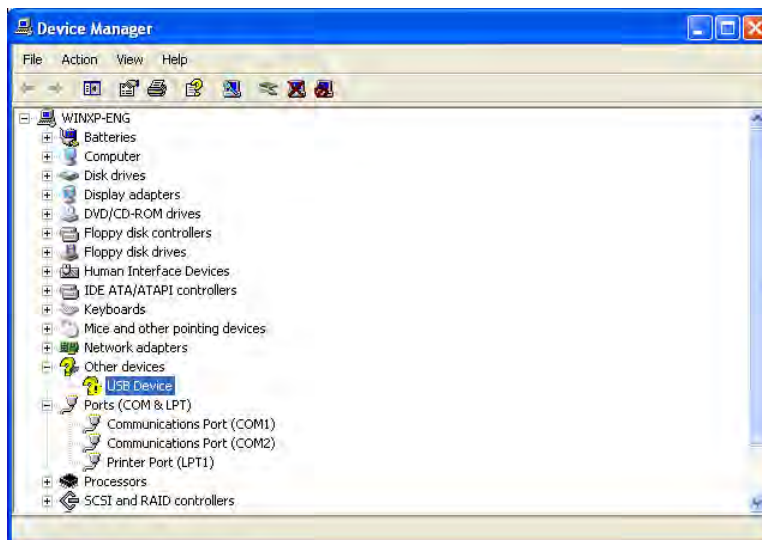 Device Manager
File Action View Help
WINXP-ENG
Batteries
Computer
Disk drives
Display adapters
DVD/CD-ROM drives
Floppy disk controllers
Floppy disk drives
Human Interface Devices
IDE ATA/ATAPI controllers
Keyboards
Mice and other pointing devices
Network adapters
Other devices
USB Device
Ports (COM & LPT)
Communications Port (COM1)
Communications Port (COM2)
Printer Port (LPT1)
Processors
SCSI and RAID controllers